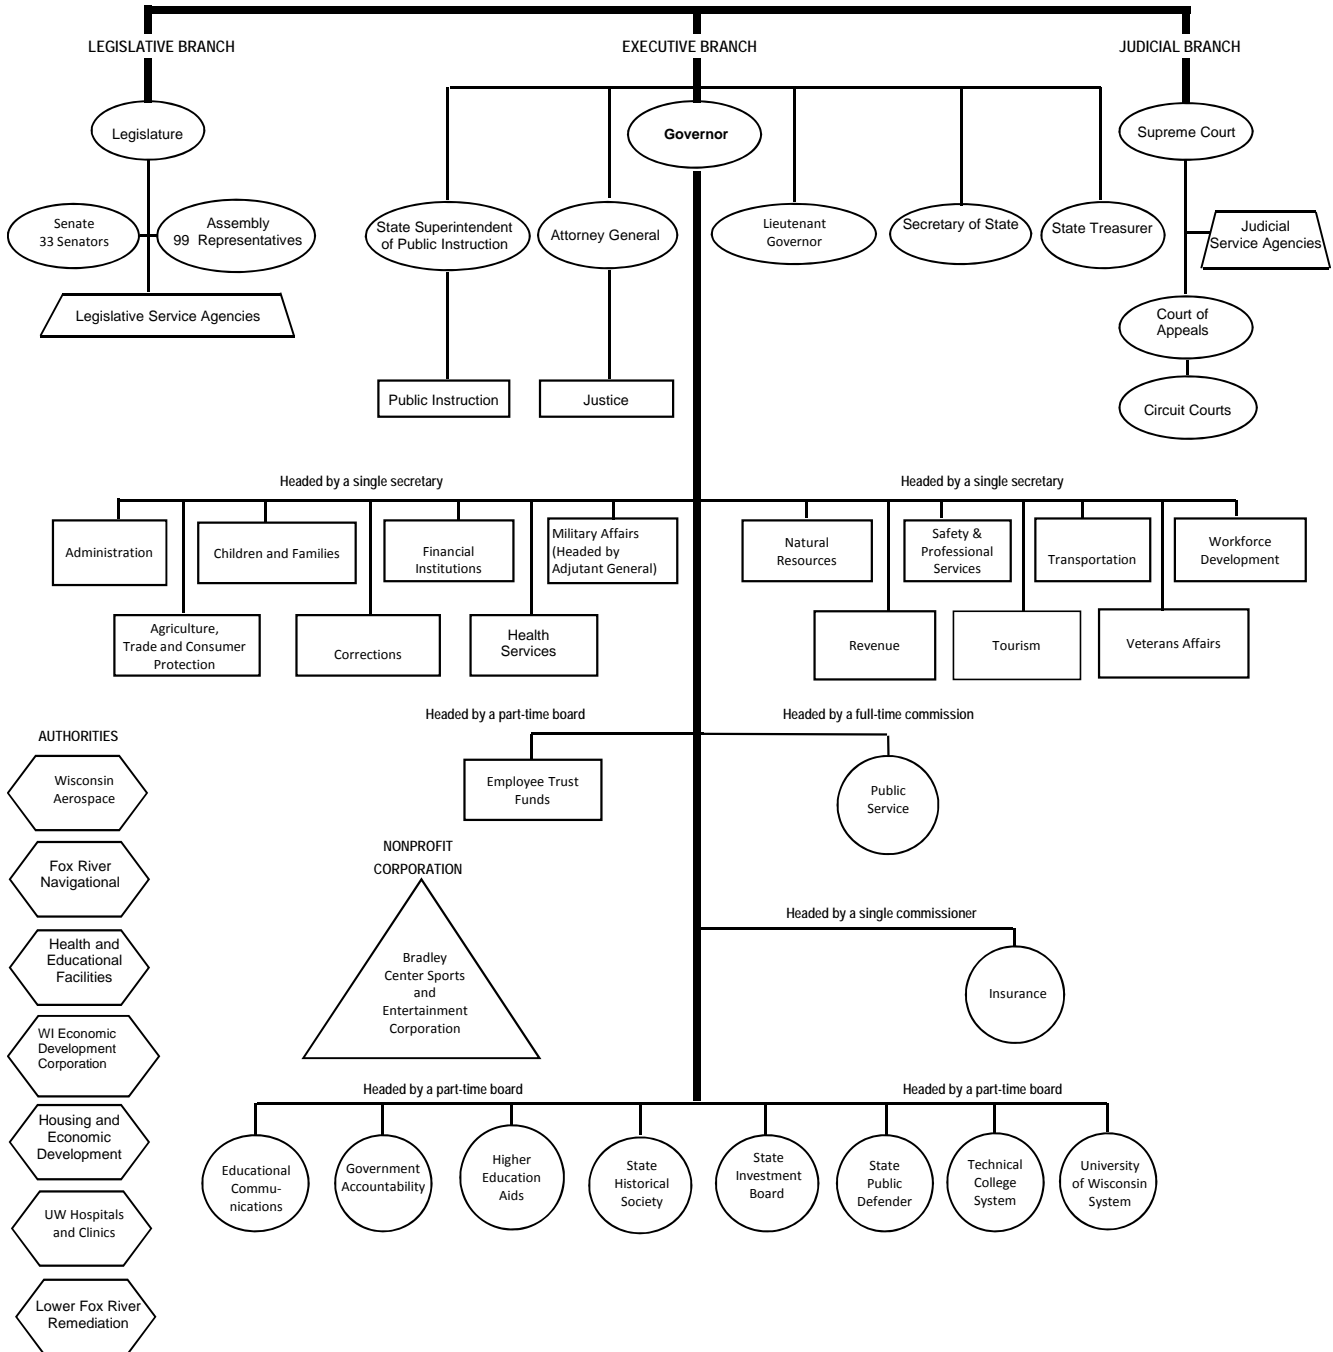 LEGISLATIVE BRANCH
EXECUTIVE BRANCH
JUDICIAL BRANCH
Legislature
Governor
Supreme Court
Senate
33 Senators
Assembly
99 Representatives
State Superintendent
of Public Instruction
Attorney General
Lieutenant
Governor
Secretary of State
State Treasurer
Judicial
Service Agencies
Legislative Service Agencies
Court of
Appeals
Public Instruction
Justice
Circuit Courts
Headed by a single secretary
Headed by a single secretary
Administration
Children and Families
Financial
Institutions
Military Affairs
(Headed by
Adjutant General)
Natural
Resources
Safety &
Professional
Services
Transportation
Workforce
Development
Agriculture,
Trade and Consumer
Protection
Corrections
Health
Services
Revenue
Tourism
Veterans Affairs
Headed by a part-time board
Headed by a full-time commission
Employee Trust
Funds
Public
Service
AUTHORITIES
Wisconsin
Aerospace
Fox River
Navigational
Health and
Educational
Facilities
WI Economic
Development
Corporation
Housing and
Economic
Development
UW Hospitals
and Clinics
Lower Fox River
Remediation
NONPROFIT
CORPORATION
Bradley
Center Sports
and
Entertainment
Corporation
Headed by a single commissioner
Insurance
Headed by a part-time board
Headed by a part-time board
Educational
Commu-
nications
Government
Accountability
Higher
Education
Aids
State
Historical
Society
State
Investment
Board
State
Public
Defender
Technical
College
System
University
of Wisconsin
System